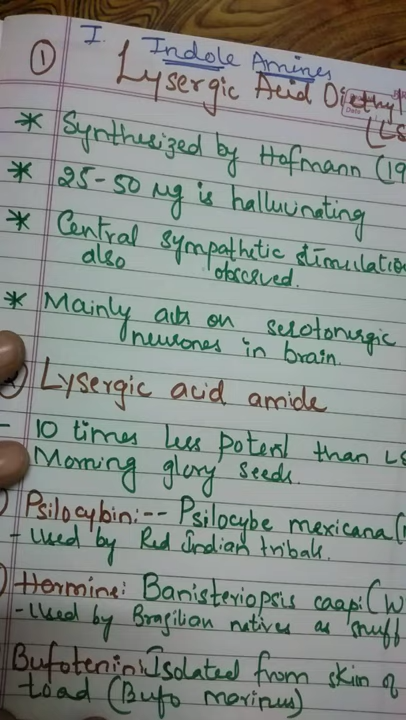 I. Indole Amines
① Lysergic Acid Diethyl
(LS
* Synthesized by Hofmann (19
* 25-50 μg is hallucinating
* Central sympathetic stimulation
also observed.
* Mainly acts on serotonergic
neurones in brain.
Lysergic acid amide
- 10 times less potent than LS
Morning glory seeds.
Psilocybin:-- Psilocybe mexicana (
- Used by Red Indian tribals.
Hermine: Banisteriopsis caapi (W
- Used by Brazilian natives as snuff
Bufotenin: Isolated from skin of
toad (Bufo marinus)